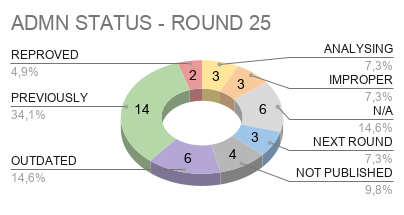 ADMN STATUS - ROUND 25
REPROVED
4,9%
PREVIOUSLY
34,1%
OUTDATED
14,6%
ANALYSING
7,3%
IMPROPER
7,3%
N/A
14,6%
NEXT ROUND
7,3%
NOT PUBLISHED
9,8%
2
3
3
6
3
4
6
14